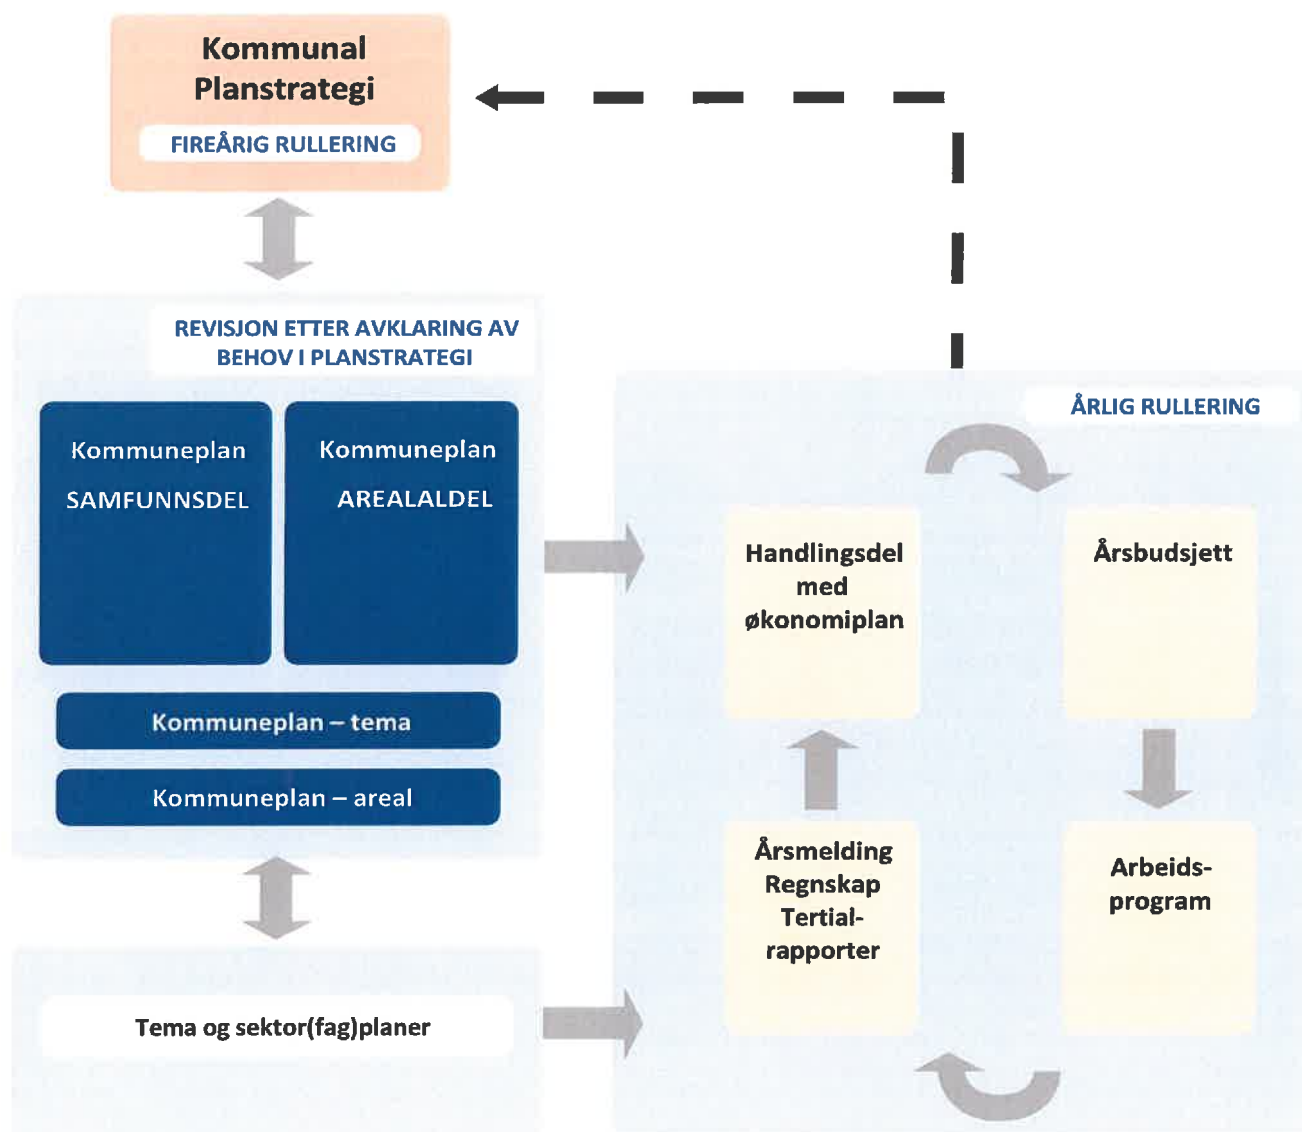 Kommunal
Planstrategi
FIREÅRIG RULLERING
REVISJON ETTER AVKLARING AV
BEHOV I PLANSTRATEGI
Kommuneplan
SAMFUNNSDEL
Kommuneplan
AREALALDEL
Kommuneplan – tema
Kommuneplan – areal
Tema og sektor(fag)planer
ÅRLIG RULLERING
Handlingsdel
med
økonomiplan
Årsbudsjett
Årsmelding
Regnskap
Tertial-
rapporter
Arbeids-
program